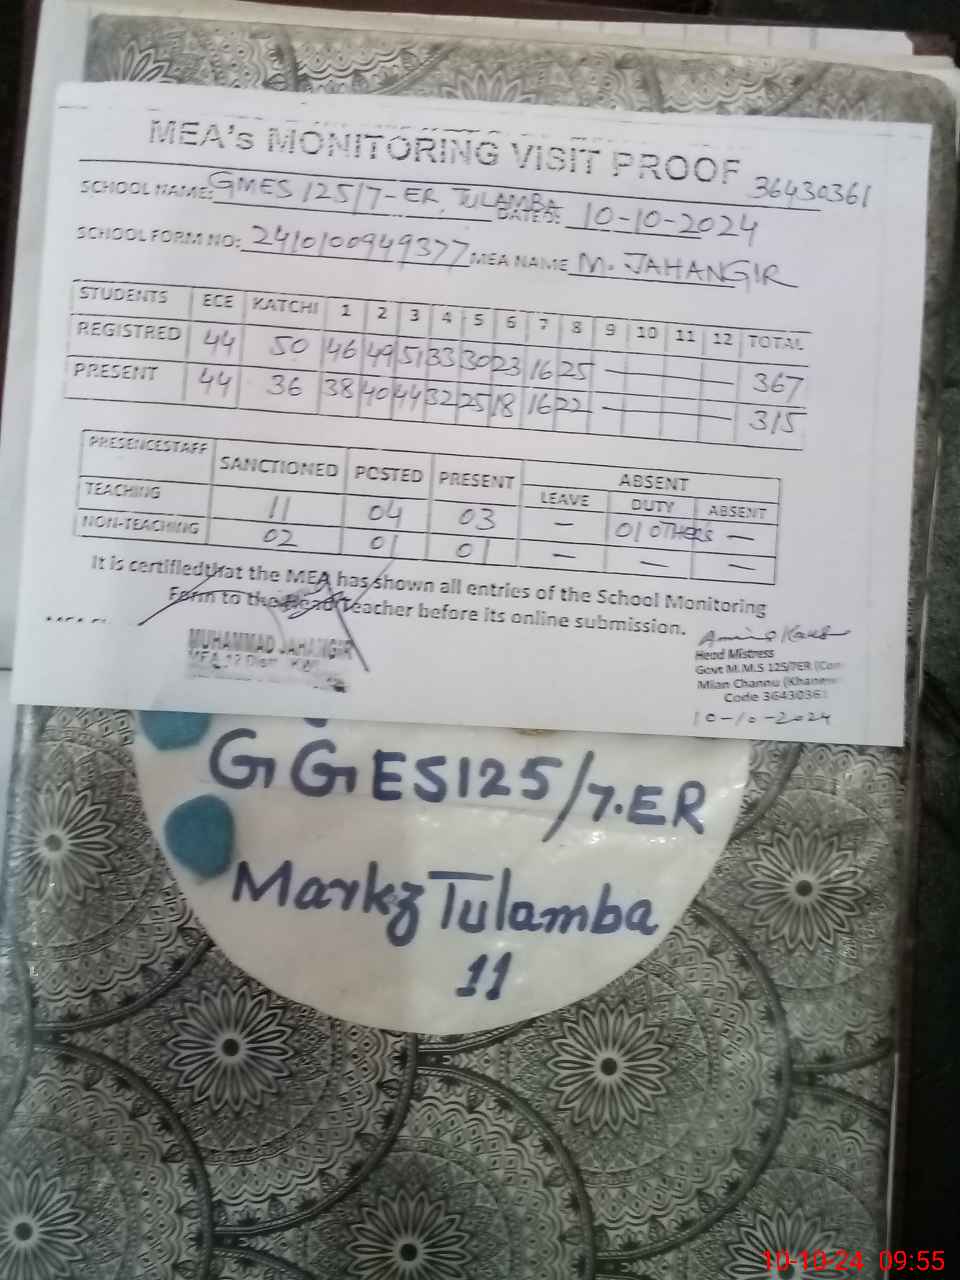 MEA's MONITORING VISIT PROOF 36430361
SCHOOL NAME: GMES 125/7-ER, TULAMBA DATED: 10-10-2024
SCHOOL FORM NO: 2410100949377 MEA NAME M. JAHANGIR
STUDENTS ECE KATCHI 1 2 3 4 5 6 7 8 9 10 11 12 TOTAL
REGISTRED 44 50 46 49 51 33 30 23 16 25 — 367
PRESENT 44 36 38 40 44 32 25 18 16 22 — 315
PRESENCESTAFF SANCTIONED POSTED PRESENT ABSENT
LEAVE DUTY ABSENT
TEACHING 11 04 03 — 01 OTHERS —
NON-TEACHING 02 01 01 — — —
It is certifiedthat the MEA has shown all entries of the School Monitoring
Form to the Head Teacher before its online submission.
MUHAMMAD JAHANGIR
Head Mistress
Govt M.M.S 125/7ER
Mian Channu
Code 36430361
10-10-2024
GGES125/7.ER
Markz Tulamba
11
10-10-24 09:55